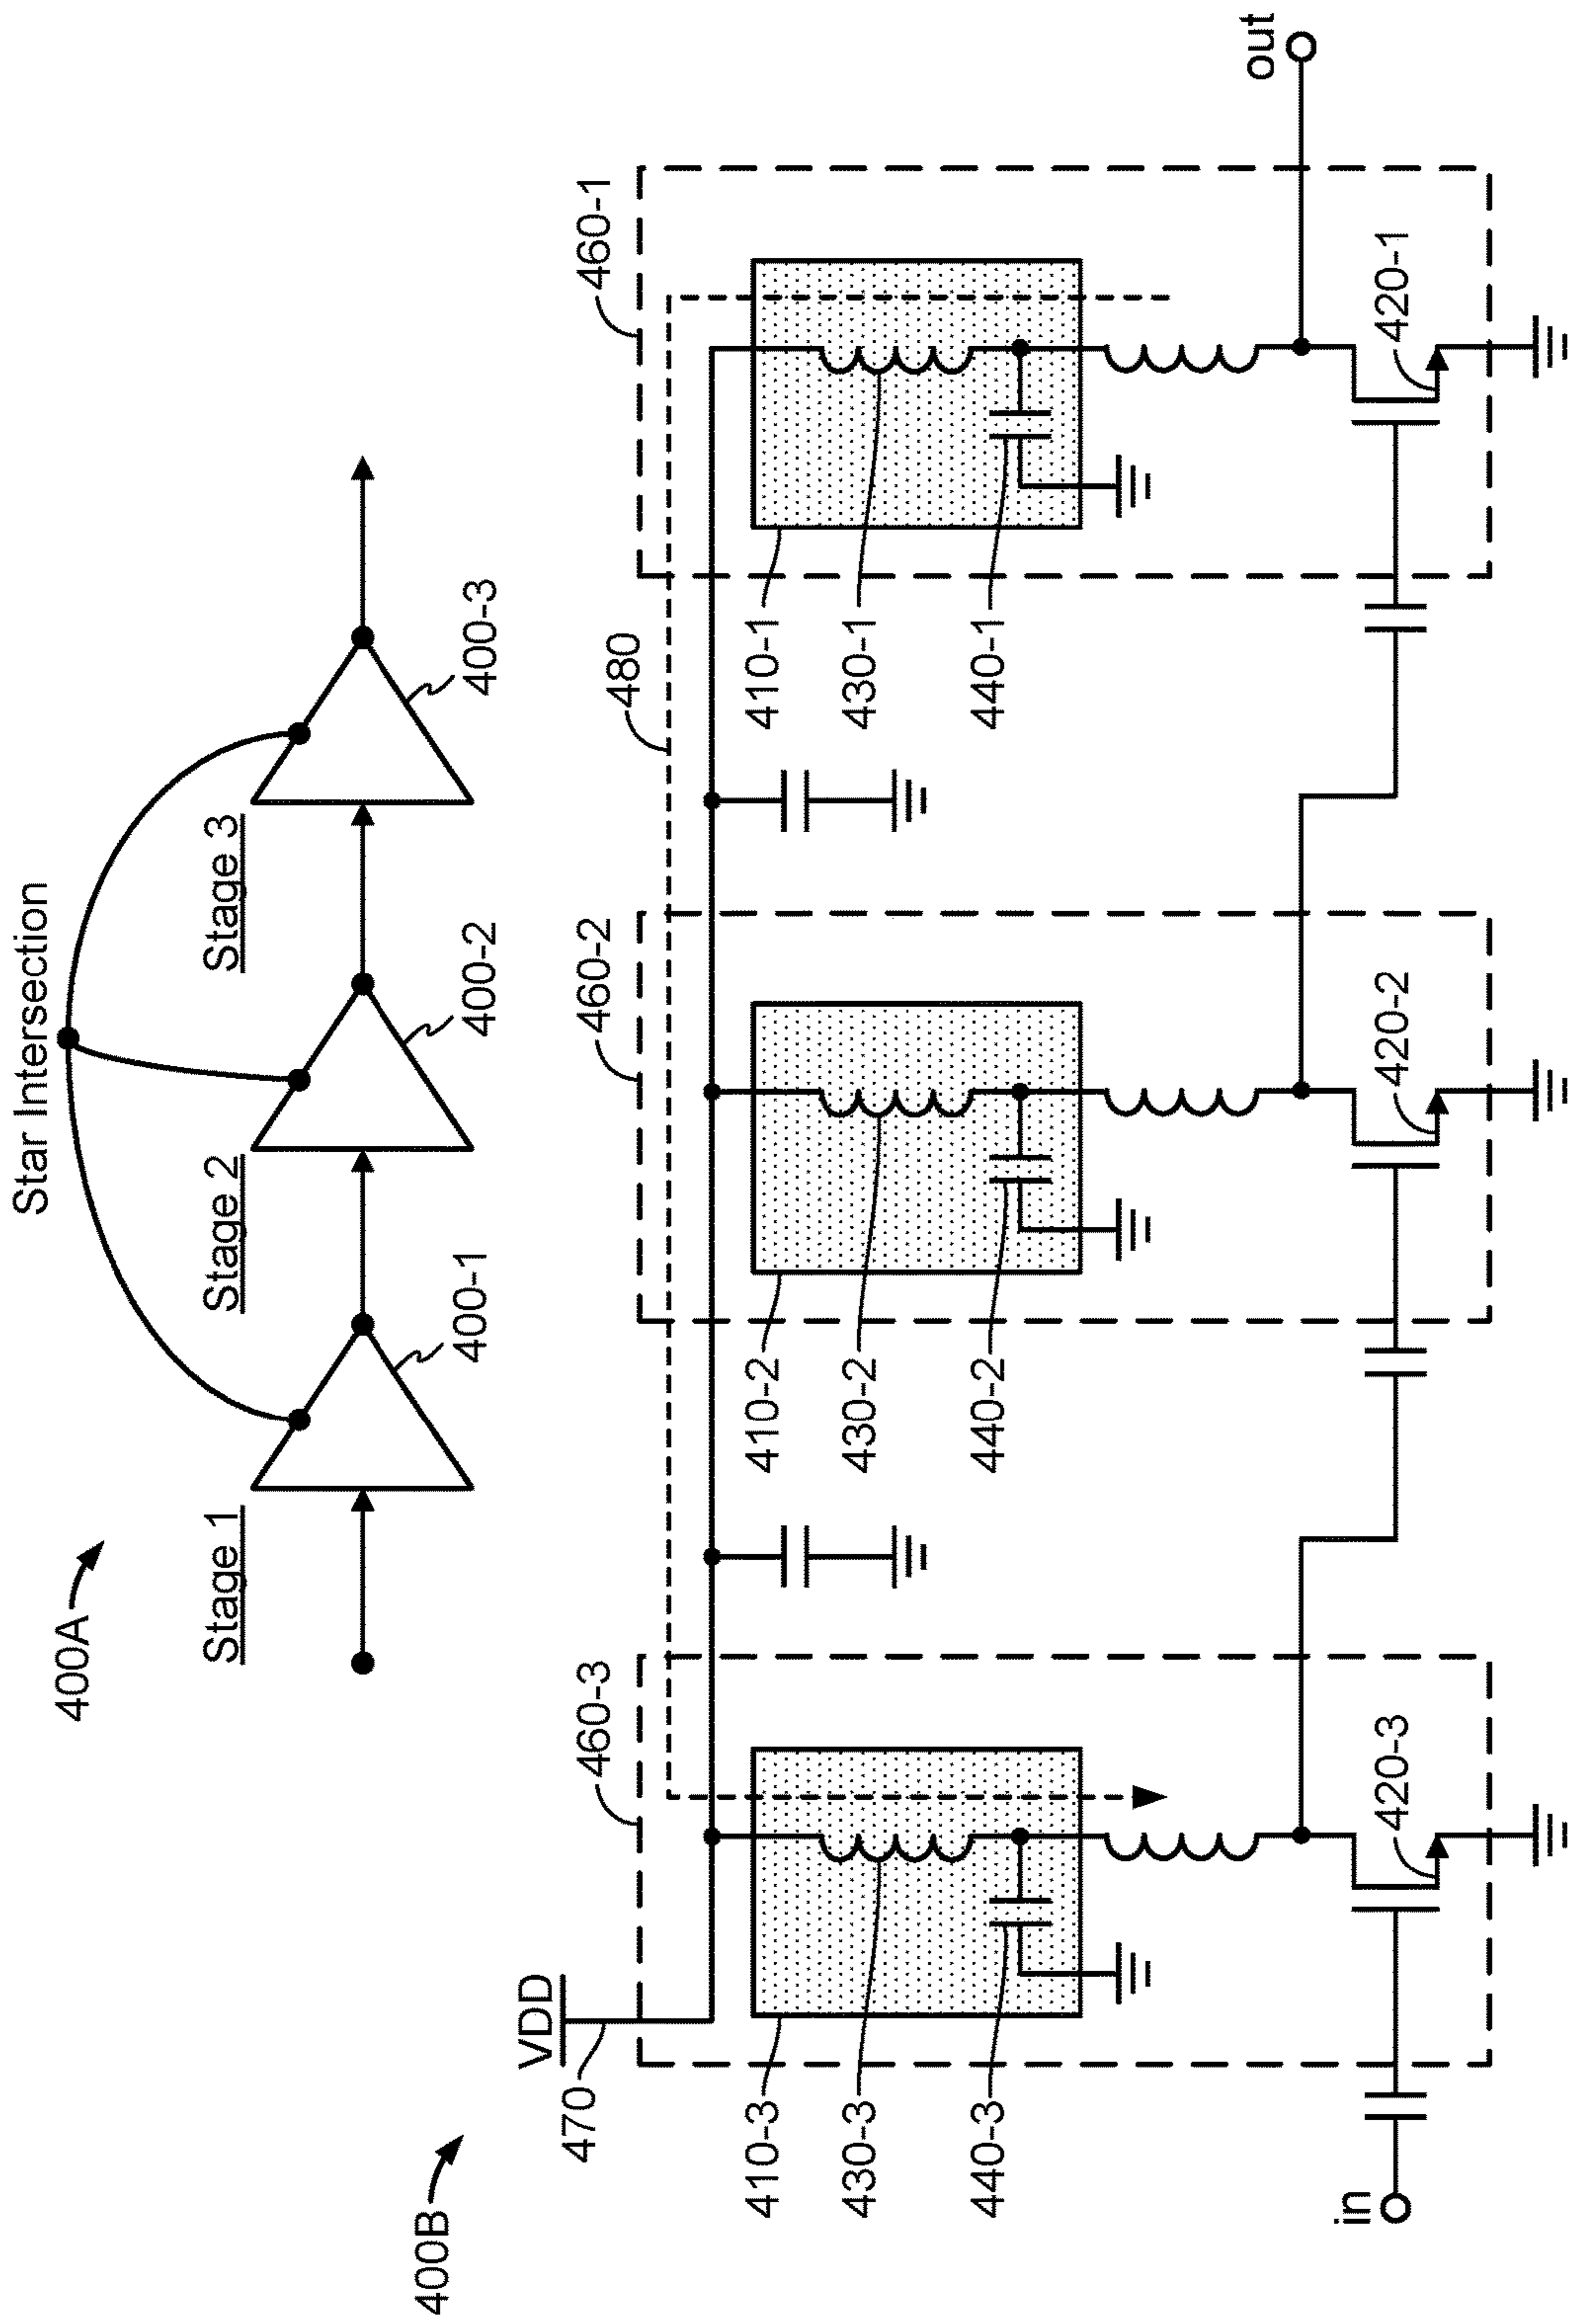 400A
Star Intersection
Stage 1
Stage 2
Stage 3
400-1
400-2
400-3
400B
VDD
470
460-3
460-2
480
460-1
410-3
430-3
440-3
410-2
430-2
440-2
410-1
430-1
440-1
in
out
420-3
420-2
420-1